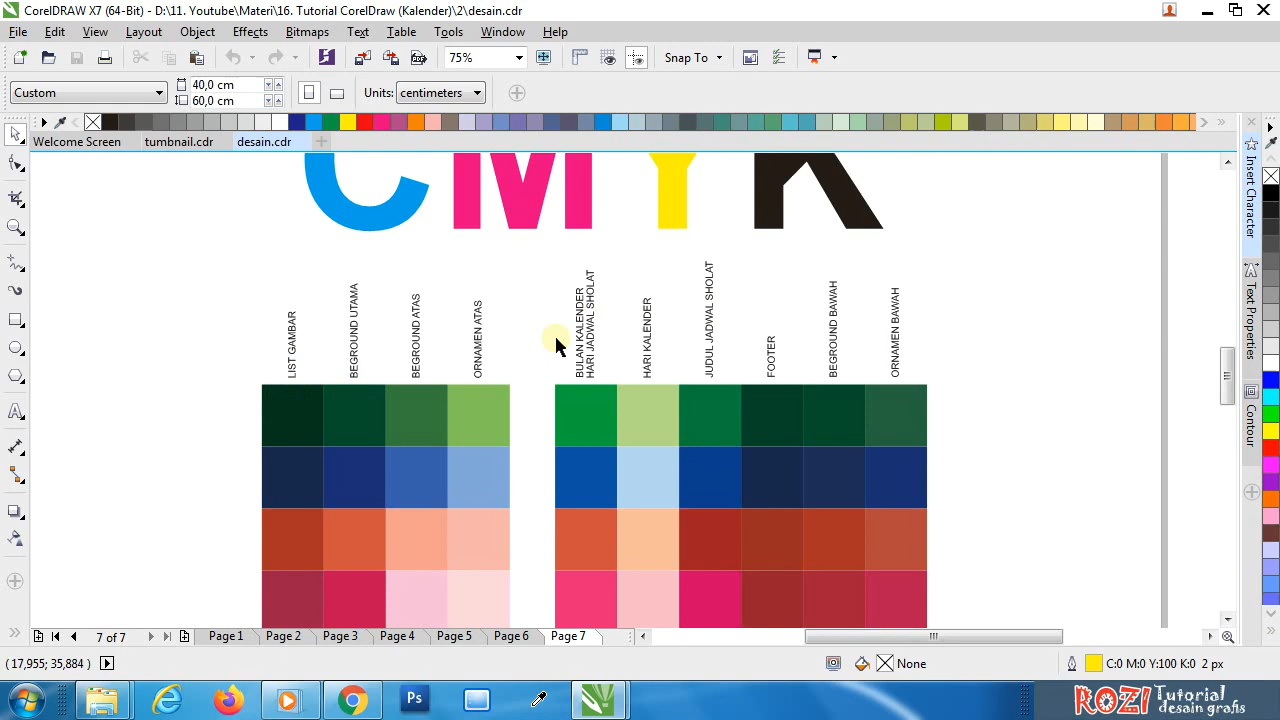 CorelDRAW X7 (64-Bit) - D:\11. Youtube\Materi\16. Tutorial CorelDraw (Kalender)\2\desain.cdr
File Edit View Layout Object Effects Bitmaps Text Table Tools Window Help
75% Snap To
Custom 40,0 cm 60,0 cm Units: centimeters
Welcome Screen tumbnail.cdr desain.cdr
CMYK
LIST GAMBAR
BEGROUND UTAMA
BEGROUND ATAS
ORNAMEN ATAS
BULAN KALENDER
HARI JADWAL SHOLAT
HARI KALENDER
JUDUL JADWAL SHOLAT
FOOTER
BEGROUND BAWAH
ORNAMEN BAWAH
Insert Character
Text Properties
Contour
7 of 7 Page 1 Page 2 Page 3 Page 4 Page 5 Page 6 Page 7
(17,955; 35,884) None C:0 M:0 Y:100 K:0 2 px
Ps
ROZI Tutorial
desain grafis